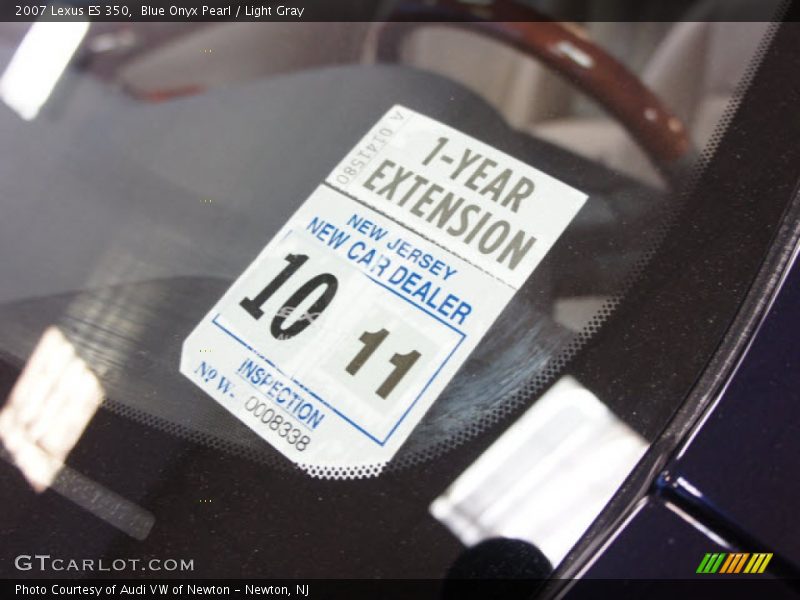 2007 Lexus ES 350, Blue Onyx Pearl / Light Gray
A 0141580
1-YEAR
EXTENSION
NEW JERSEY
NEW CAR DEALER
10
11
INSPECTION
Nº W- 0008338
GTCARLOT.COM
Photo Courtesy of Audi VW of Newton - Newton, NJ